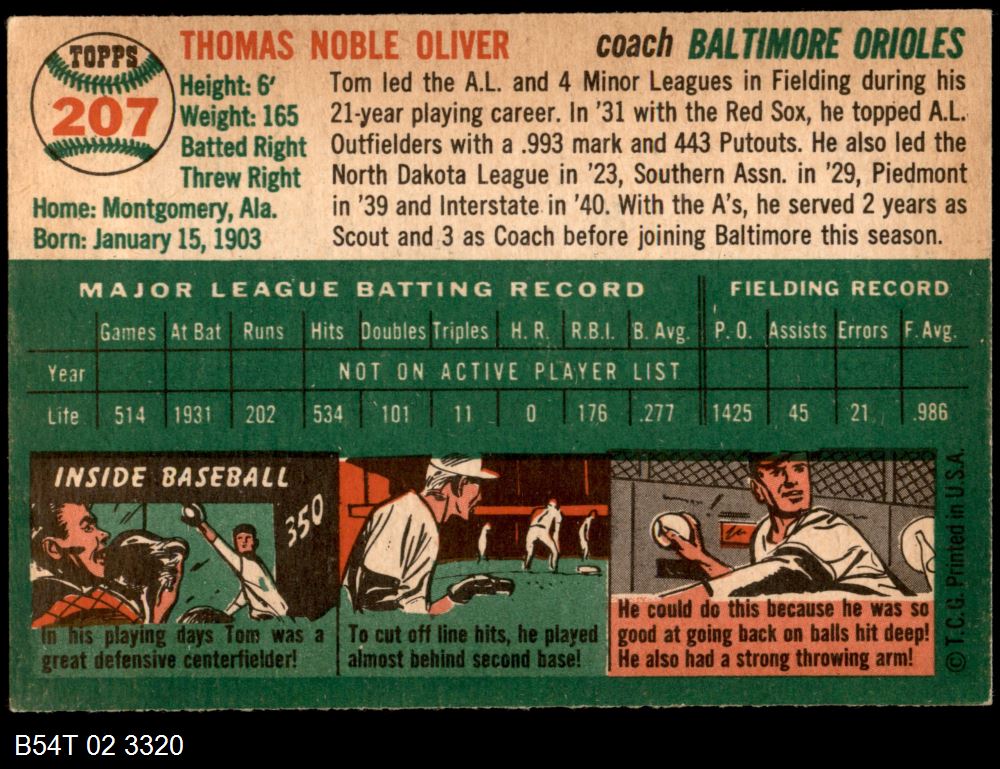 TOPPS
207
THOMAS NOBLE OLIVER
coach BALTIMORE ORIOLES
Height: 6'
Weight: 165
Batted Right
Threw Right
Home: Montgomery, Ala.
Born: January 15, 1903
Tom led the A.L. and 4 Minor Leagues in Fielding during his
21-year playing career. In '31 with the Red Sox, he topped A.L.
Outfielders with a .993 mark and 443 Putouts. He also led the
North Dakota League in '23, Southern Assn. in '29, Piedmont
in '39 and Interstate in '40. With the A's, he served 2 years as
Scout and 3 as Coach before joining Baltimore this season.
MAJOR LEAGUE BATTING RECORD
FIELDING RECORD
Games At Bat Runs Hits Doubles Triples H. R. R.B.I. B. Avg. P. O. Assists Errors F. Avg.
Year NOT ON ACTIVE PLAYER LIST
Life 514 1931 202 534 101 11 0 176 .277 1425 45 21 .986
INSIDE BASEBALL
350
In his playing days Tom was a
great defensive centerfielder!
To cut off line hits, he played
almost behind second base!
He could do this because he was so
good at going back on balls hit deep!
He also had a strong throwing arm!
© T.C.G. Printed in U.S.A.
B54T 02 3320